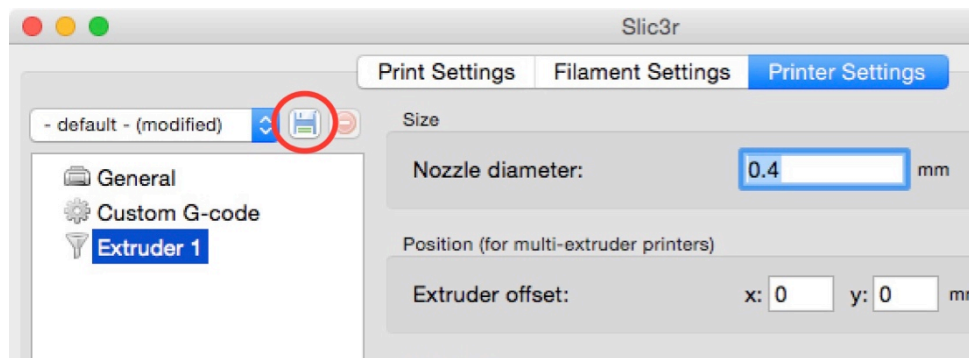 Slic3r
Print Settings Filament Settings Printer Settings
- default - (modified)
Size
General
Nozzle diameter: 0.4 mm
Custom G-code
Extruder 1
Position (for multi-extruder printers)
Extruder offset: x: 0 y: 0